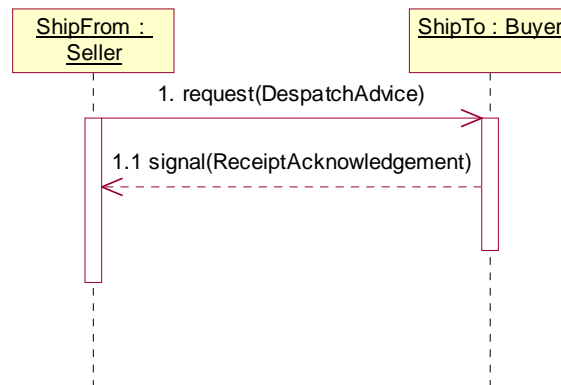 ShipFrom :
Seller
ShipTo : Buyer
1. request(DespatchAdvice)
1.1 signal(ReceiptAcknowledgement)